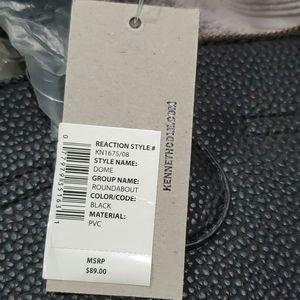 REACTION STYLE #
KN1675/08
STYLE NAME:
DOME
GROUP NAME:
ROUNDABOUT
COLOR/CODE:
BLACK
MATERIAL:
PVC
MSRP
$89.00
KENNETHCOLE.COM